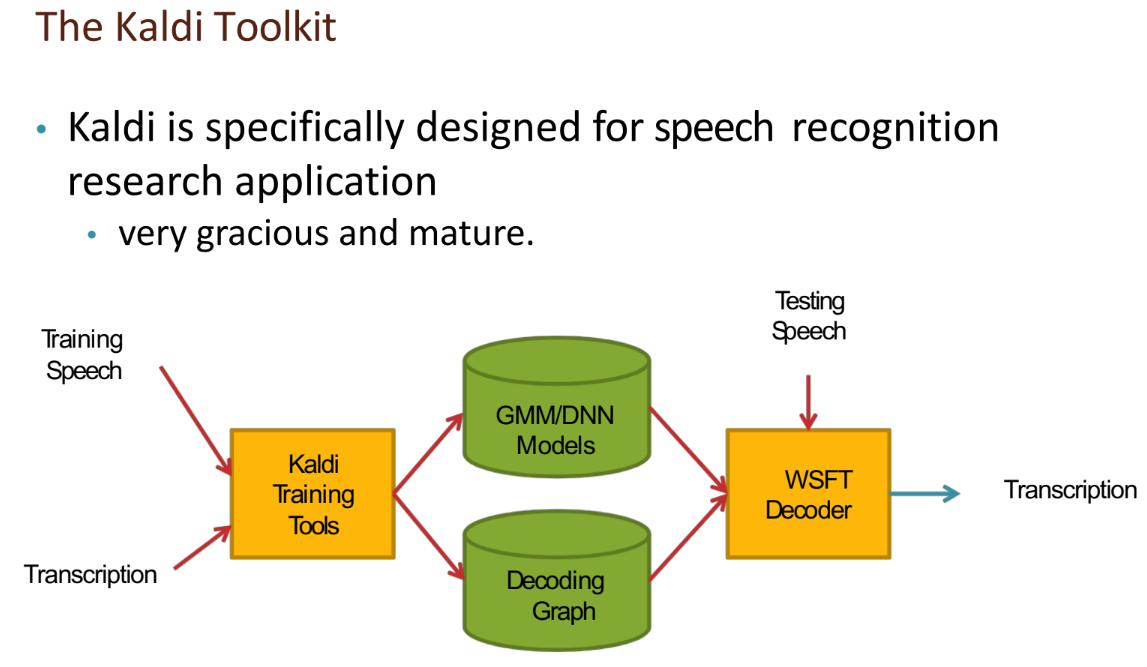 The Kaldi Toolkit
• Kaldi is specifically designed for speech recognition
research application
• very gracious and mature.
Testing
Speech
Training
Speech
GMM/DNN
Models
Kaldi
Training
Tools
WSFT
Decoder
Transcription
Transcription
Decoding
Graph